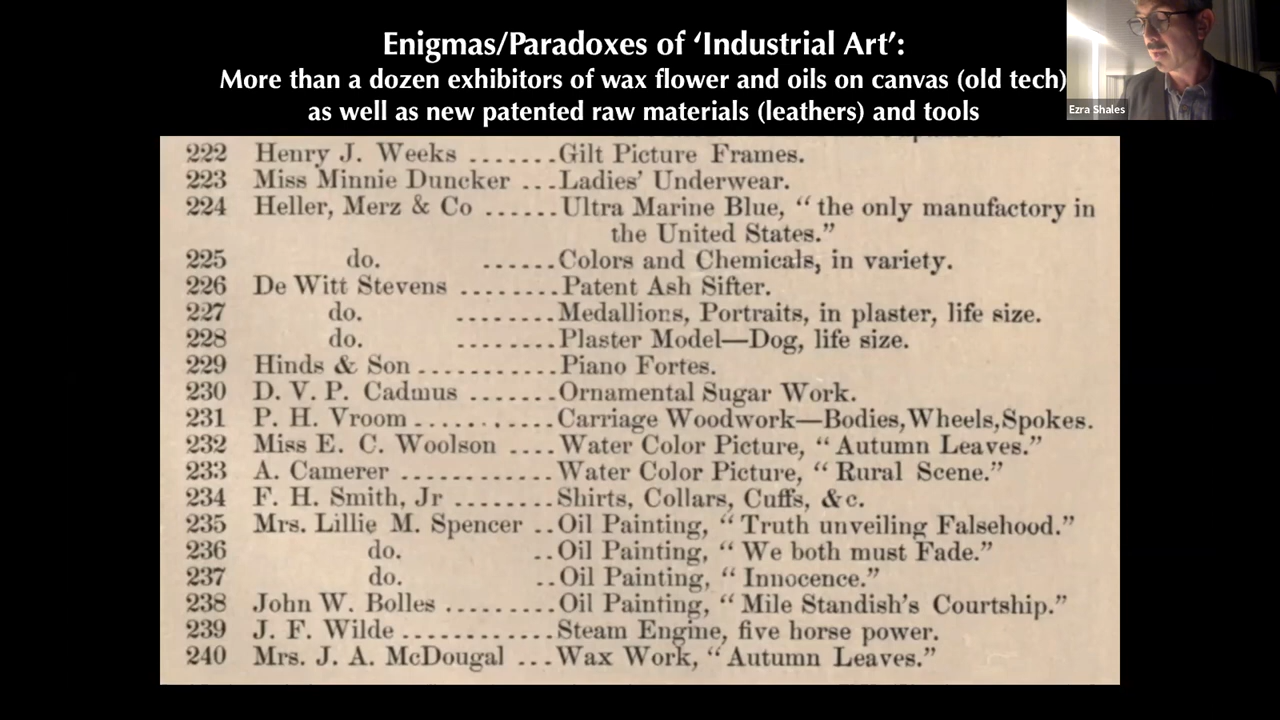 Enigmas/Paradoxes of ‘Industrial Art’:
More than a dozen exhibitors of wax flower and oils on canvas (old tech)
as well as new patented raw materials (leathers) and tools
Ezra Shales
222 Henry J. Weeks .......Gilt Picture Frames.
223 Miss Minnie Duncker ...Ladies' Underwear.
224 Heller, Merz & Co ......Ultra Marine Blue, “ the only manufactory in
the United States.”
225 do. ......Colors and Chemicals, in variety.
226 De Witt Stevens ........Patent Ash Sifter.
227 do. ........Medallions, Portraits, in plaster, life size.
228 do. ........Plaster Model—Dog, life size.
229 Hinds & Son ...........Piano Fortes.
230 D. V. P. Cadmus ........Ornamental Sugar Work.
231 P. H. Vroom ...........Carriage Woodwork—Bodies,Wheels,Spokes.
232 Miss E. C. Woolson ....Water Color Picture, “ Autumn Leaves.”
233 A. Camerer ............Water Color Picture, “ Rural Scene.”
234 F. H. Smith, Jr ........Shirts, Collars, Cuffs, &c.
235 Mrs. Lillie M. Spencer ..Oil Painting, “ Truth unveiling Falsehood.”
236 do. ..Oil Painting, “ We both must Fade.”
237 do. ..Oil Painting, “ Innocence.”
238 John W. Bolles .........Oil Painting, “ Mile Standish's Courtship.”
239 J. F. Wilde ............Steam Engine, five horse power.
240 Mrs. J. A. McDougal ...Wax Work, “ Autumn Leaves.”